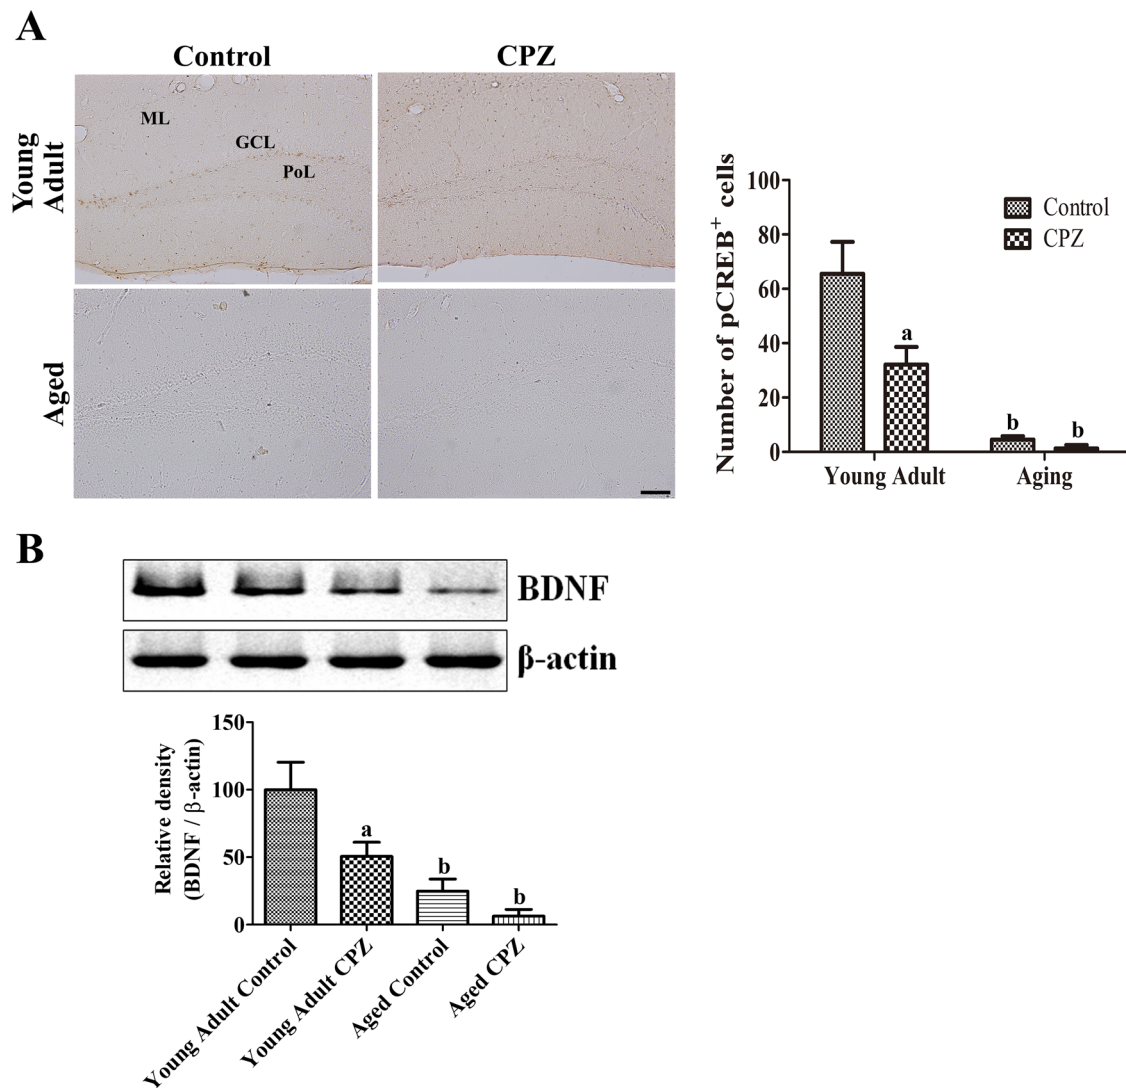 A
Control
CPZ
Young
Adult
ML
GCL
PoL
Aged
Number of pCREB+ cells
100
80
60
40
20
0
Control
CPZ
a
b
b
Young Adult
Aging
B
BDNF
β-actin
Relative density
(BDNF / β-actin)
150
100
50
0
a
b
b
Young Adult Control
Young Adult CPZ
Aged Control
Aged CPZ